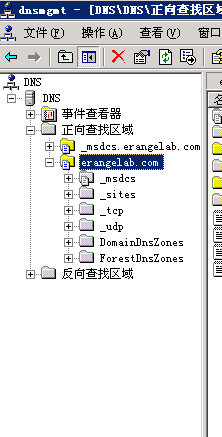 dnsmgmt - [DNS\DNS\正向查找区域
文件(F) 操作(A) 查看(V) 窗口
DNS
DNS
事件查看器
正向查找区域
_msdcs.erangelab.com
erangelab.com
_msdcs
_sites
_tcp
_udp
DomainDnsZones
ForestDnsZones
反向查找区域